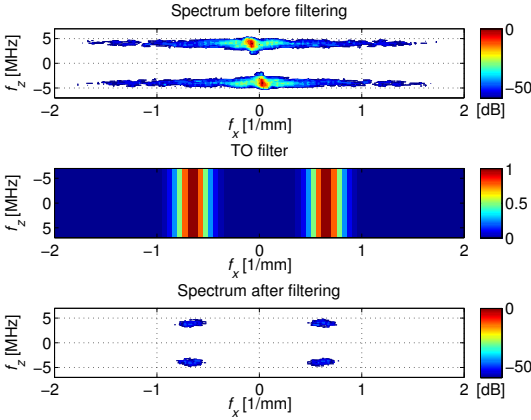 Spectrum before filtering
5
0
−5
f_z [MHz]
−2 −1 0 1 2
f_x [1/mm]
0
−50
[dB]
TO filter
−5
0
5
f_z [MHz]
−2 −1 0 1 2
f_x [1/mm]
1
0.5
0
Spectrum after filtering
5
0
−5
f_z [MHz]
−2 −1 0 1 2
f_x [1/mm]
0
−50
[dB]